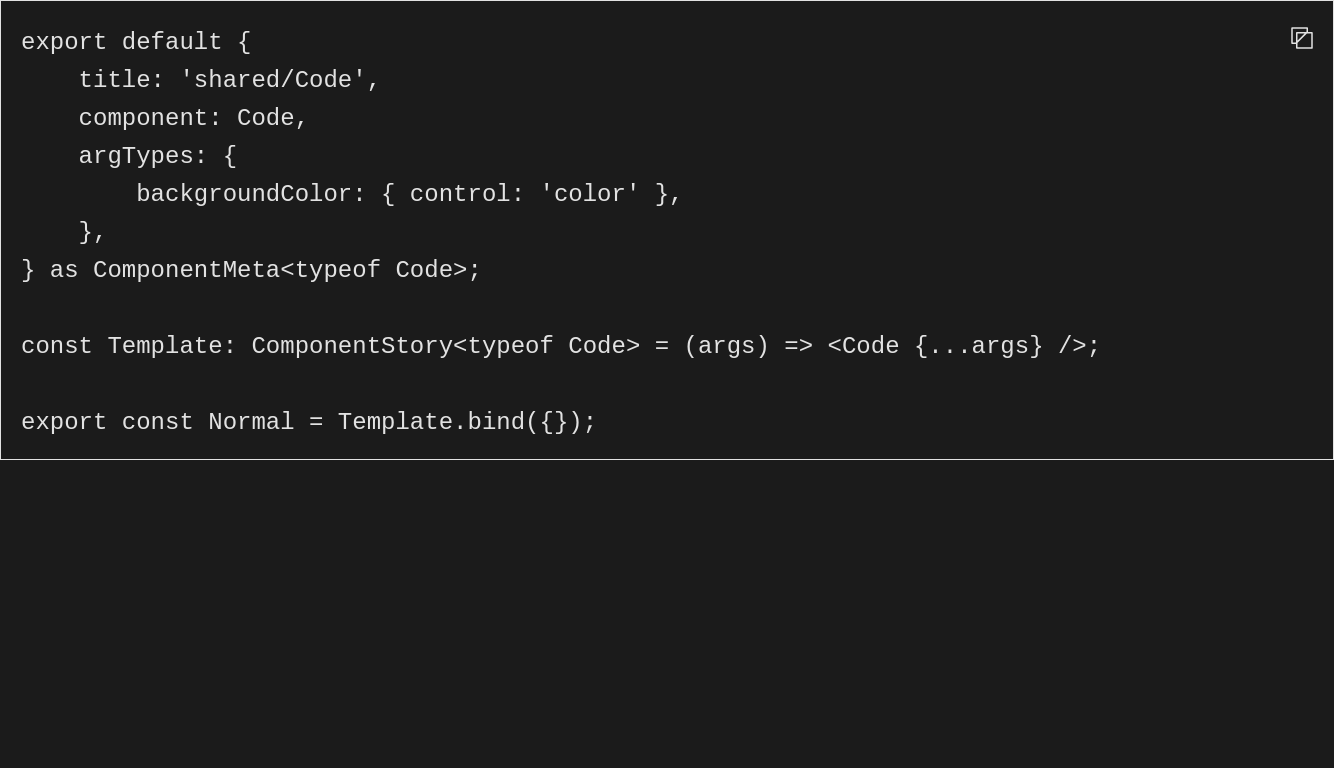 export default {
    title: 'shared/Code',
    component: Code,
    argTypes: {
        backgroundColor: { control: 'color' },
    },
} as ComponentMeta<typeof Code>;

const Template: ComponentStory<typeof Code> = (args) => <Code {...args} />;

export const Normal = Template.bind({});